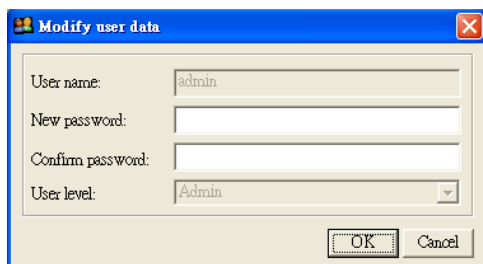 Modify user data
User name: admin
New password:
Confirm password:
User level: Admin
OK Cancel